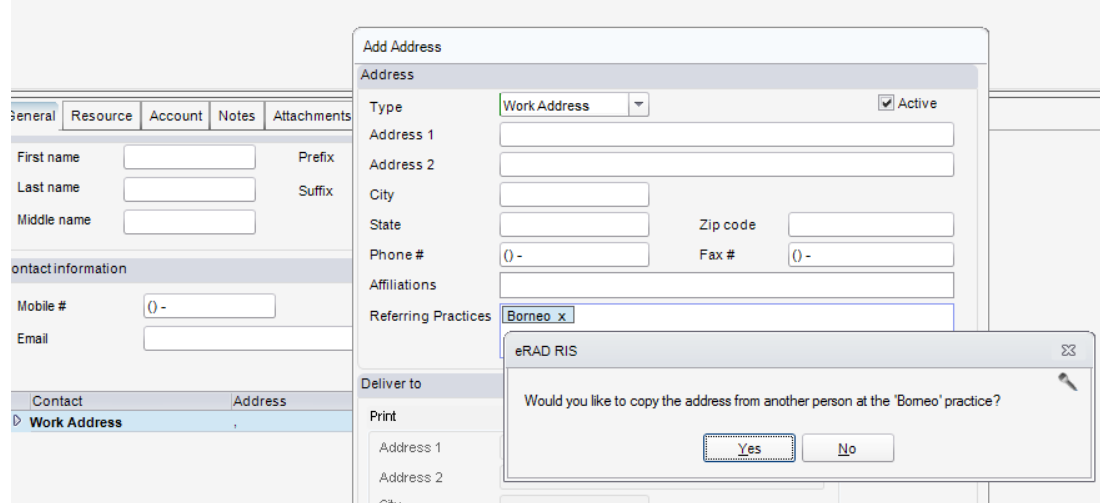 Add Address
Address
Type Work Address Active
General Resource Account Notes Attachments
Address 1
First name Prefix
Address 2
Last name Suffix
City
Middle name
State Zip code
Phone # () - Fax # () -
Contact information
Affiliations
Mobile # () -
Referring Practices Borneo x
Email
eRAD RIS
Deliver to
Contact Address
Would you like to copy the address from another person at the 'Borneo' practice?
Print
Work Address ,
Address 1
Yes No
Address 2